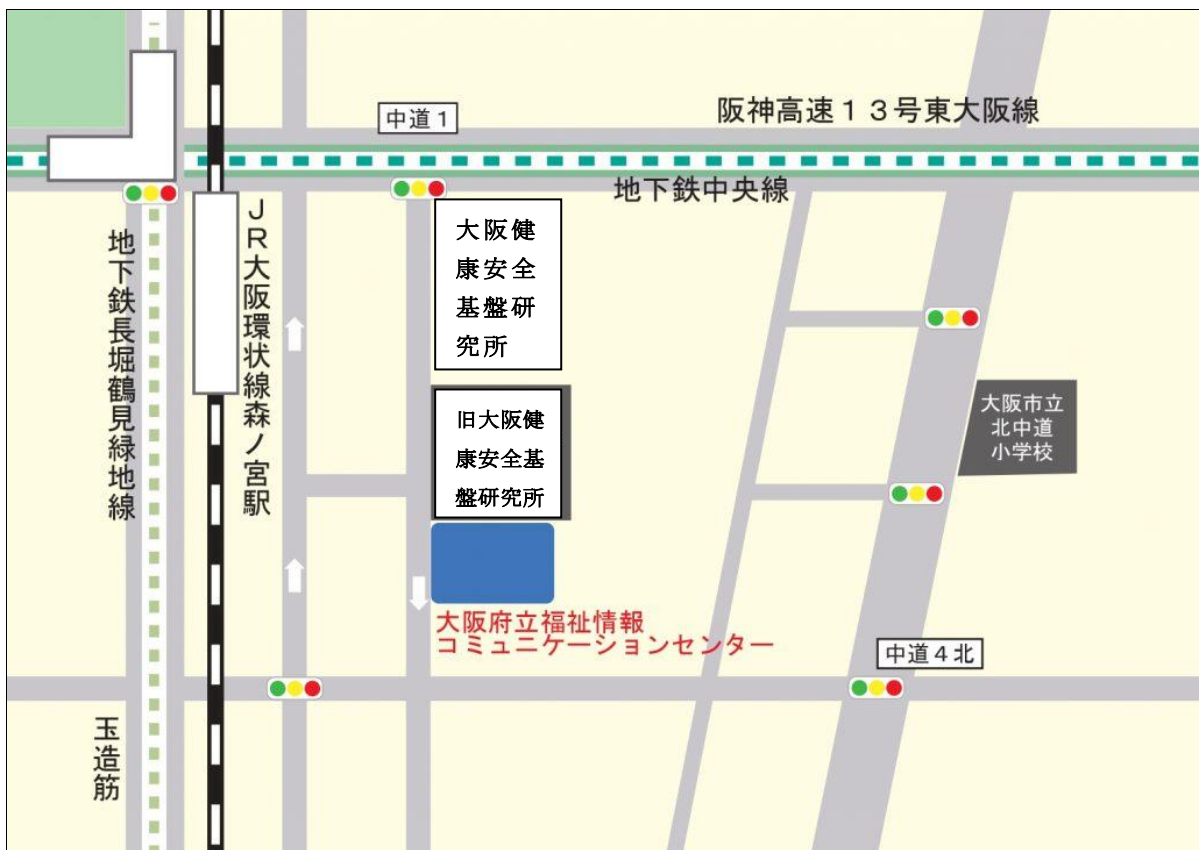 中道1
阪神高速１３号東大阪線
地下鉄中央線
地下鉄長堀鶴見緑地線
ＪＲ大阪環状線森ノ宮駅
大阪健
康安全
基盤研
究所
旧大阪健
康安全基
盤研究所
大阪市立
北中道
小学校
大阪府立福祉情報
コミュニケーションセンター
中道４北
玉造筋